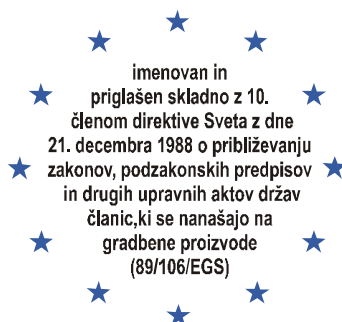 imenovan in
priglašen skladno z 10.
členom direktive Sveta z dne
21. decembra 1988 o približevanju
zakonov, podzakonskih predpisov
in drugih upravnih aktov držav
članic,ki se nanašajo na
gradbene proizvode
(89/106/EGS)